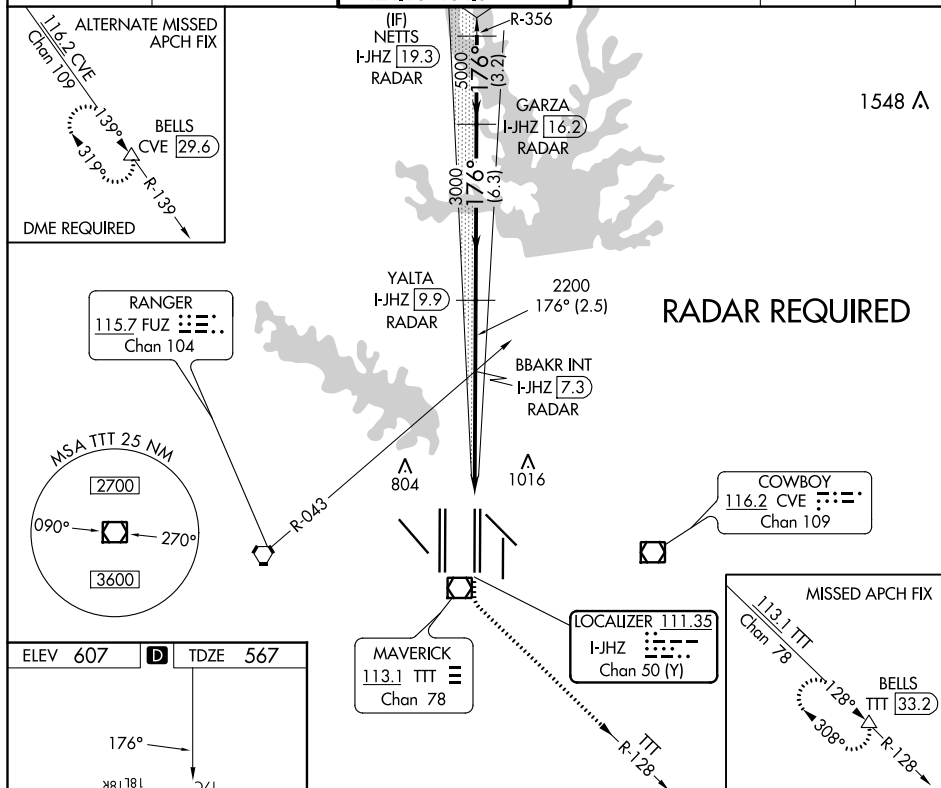 ALTERNATE MISSED
APCH FIX
116.2 CVE
Chan 109
139°
319°
BELLS
CVE 29.6
R-139
DME REQUIRED
(IF)
NETTS
I-JHZ 19.3
RADAR
R-356
5000
176°
(3.2)
GARZA
I-JHZ 16.2
RADAR
1548
3000
176°
(6.3)
YALTA
I-JHZ 9.9
RADAR
2200
176° (2.5)
RADAR REQUIRED
RANGER
115.7 FUZ
Chan 104
BBAKR INT
I-JHZ 7.3
RADAR
MSA TTT 25 NM
2700
090°
270°
3600
R-043
804
1016
COWBOY
116.2 CVE
Chan 109
MAVERICK
113.1 TTT
Chan 78
LOCALIZER 111.35
I-JHZ
Chan 50 (Y)
TTT
R-128
MISSED APCH FIX
113.1 TTT
Chan 78
128°
308°
BELLS
TTT 33.2
R-128
ELEV 607 D TDZE 567
176°
18L
18R
17C